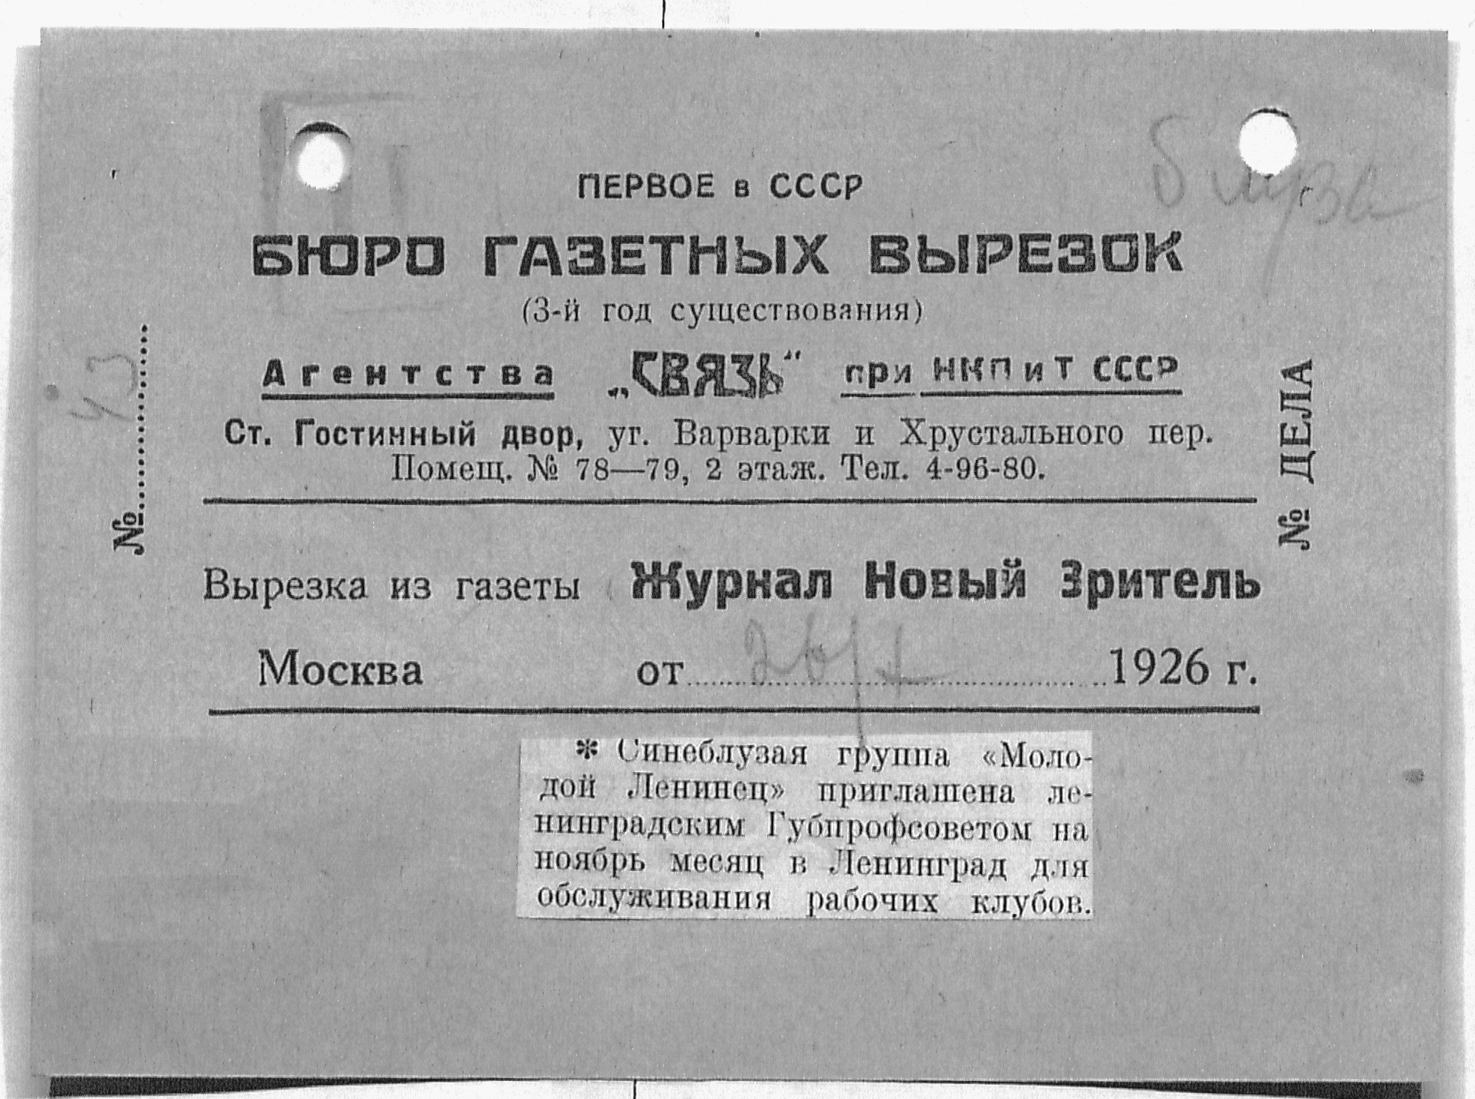 ПЕРВОЕ в СССР
БЮРО ГАЗЕТНЫХ ВЫРЕЗОК
(3-й год существования)
Агентства „СВЯЗЬ“ при НКП и Т СССР
Ст. Гостинный двор, уг. Варварки и Хрустального пер.
Помещ. № 78—79, 2 этаж. Тел. 4-96-80.
№
№ ДЕЛА
Вырезка из газеты Журнал Новый Зритель
Москва от 26/X 1926 г.
* Синеблузая группа «Моло-
дой Ленинец» приглашена ле-
нинградским Губпрофсоветом на
ноябрь месяц в Ленинград для
обслуживания рабочих клубов.